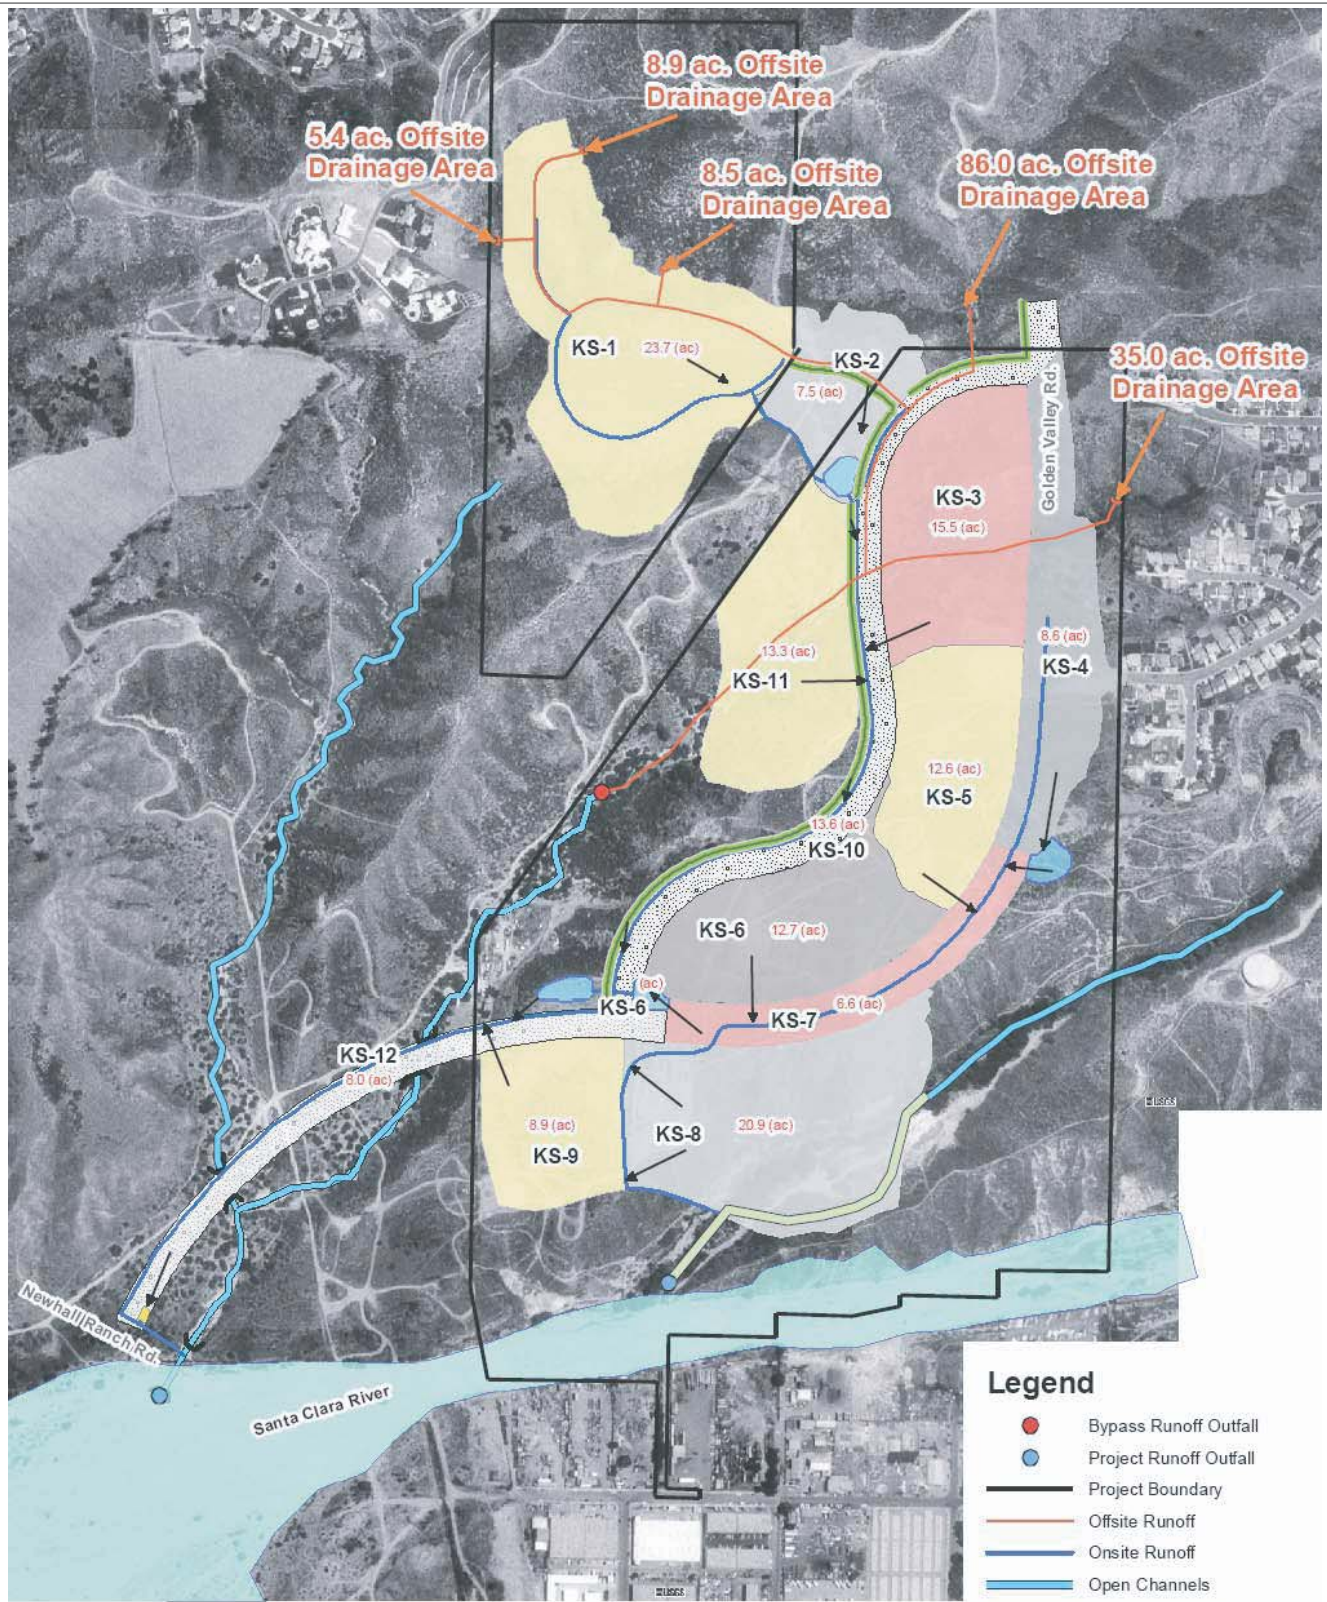 8.9 ac. Offsite
Drainage Area
5.4 ac. Offsite
Drainage Area
8.5 ac. Offsite
Drainage Area
86.0 ac. Offsite
Drainage Area
35.0 ac. Offsite
Drainage Area
KS-1
23.7 (ac)
KS-2
7.5 (ac)
Golden Valley Rd.
KS-3
15.5 (ac)
8.6 (ac)
KS-4
13.3 (ac)
KS-11
12.6 (ac)
KS-5
13.6 (ac)
KS-10
KS-6
12.7 (ac)
(ac)
KS-6
6.6 (ac)
KS-7
KS-12
8.0 (ac)
8.9 (ac)
KS-9
KS-8
20.9 (ac)
USGS
Newhall Ranch Rd.
Santa Clara River
USGS
Legend
Bypass Runoff Outfall
Project Runoff Outfall
Project Boundary
Offsite Runoff
Onsite Runoff
Open Channels